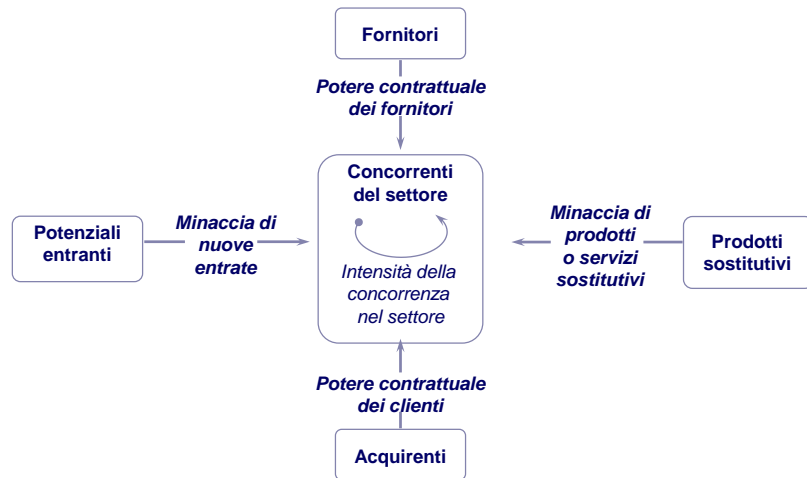 Fornitori
Potere contrattuale
dei fornitori
Concorrenti
del settore
Intensità della
concorrenza
nel settore
Potenziali
entranti
Minaccia di
nuove
entrate
Minaccia di
prodotti
o servizi
sostitutivi
Prodotti
sostitutivi
Potere contrattuale
dei clienti
Acquirenti